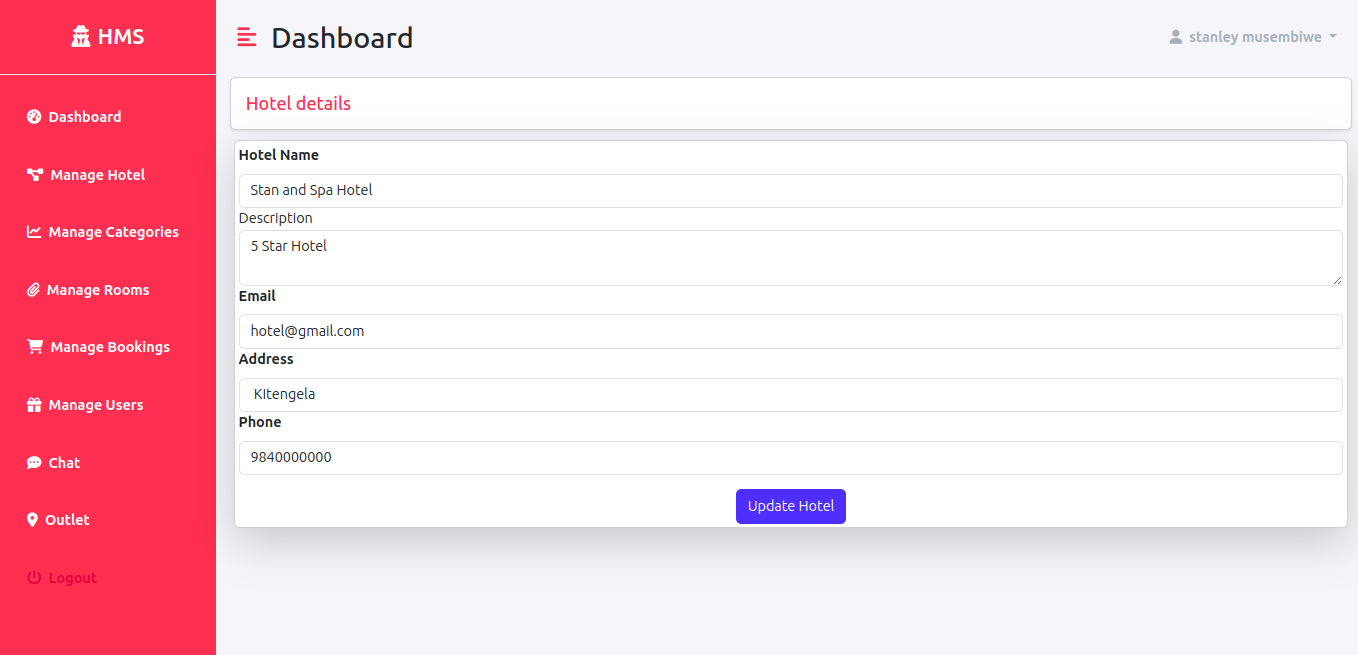 HMS
Dashboard
Manage Hotel
Manage Categories
Manage Rooms
Manage Bookings
Manage Users
Chat
Outlet
Logout
Dashboard
stanley musembiwe
Hotel details
Hotel Name
Stan and Spa Hotel
Description
5 Star Hotel
Email
hotel@gmail.com
Address
KItengela
Phone
9840000000
Update Hotel